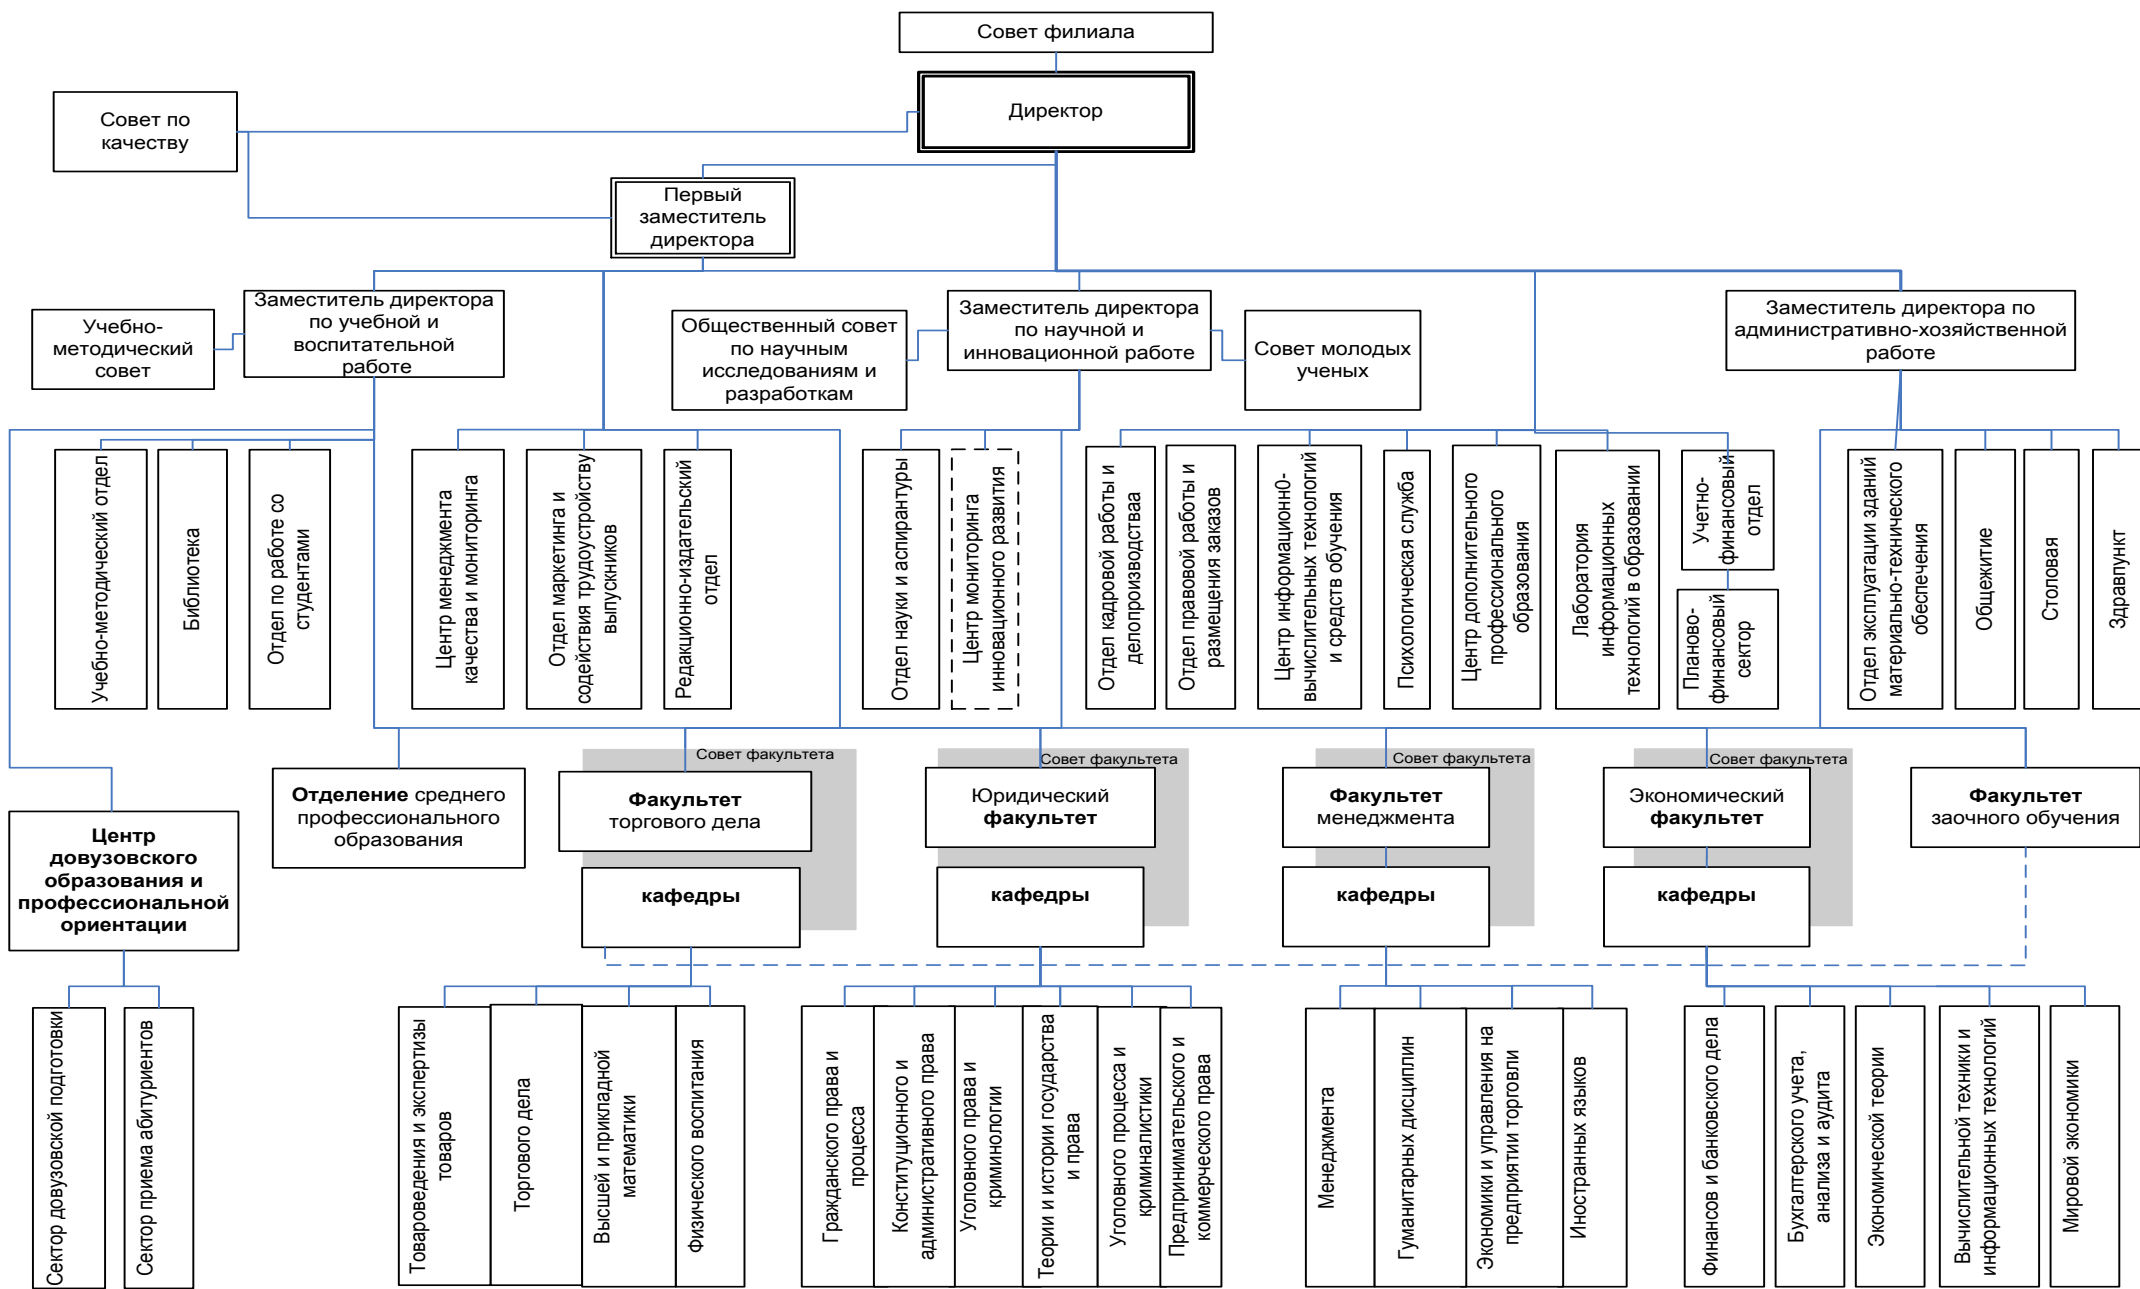 Совет филиала
Директор
Совет по
качеству
Первый
заместитель
директора
Учебно-
методический
совет
Заместитель директора
по учебной и
воспитательной
работе
Общественный совет
по научным
исследованиям и
разработкам
Заместитель директора
по научной и
инновационной работе
Совет молодых
ученых
Заместитель директора по
административно-хозяйственной
работе
Учебно-методический отдел
Библиотека
Отдел по работе со
студентами
Центр менеджмента
качества и мониторинга
Отдел маркетинга и
содействия трудоустройству
выпускников
Редакционно-издательский
отдел
Отдел науки и аспирантуры
Центр мониторинга
инновационного развития
Отдел кадровой работы и
делопроизводствaа
Отдел правовой работы и
размещения заказов
Центр информационн0-
вычислительных технологий
и средств обучения
Психологическая служба
Центр дополнительного
профессионального
образования
Лаборатория
информационных
технологий в образовании
Учетно-
финансовый
отдел
Планово-
финансовый
сектор
Отдел эксплуатации зданий
материально-технического
обеспечения
Общежитие
Столовая
Здравпункт
Центр
довузовского
образования и
профессиональной
ориентации
Отделение среднего
профессионального
образования
Совет факультета
Факультет
торгового дела
кафедры
Совет факультета
Юридический
факультет
кафедры
Совет факультета
Факультет
менеджмента
кафедры
Совет факультета
Экономический
факультет
кафедры
Факультет
заочного обучения
Сектор довузовской подготовки
Сектор приема абитуриентов
Товароведения и экспертизы
товаров
Торгового дела
Высшей и прикладной
математики
Физического воспитания
Гражданского права и
процесса
Конституционного и
административного права
Уголовного права и
криминологии
Теории и истории государства
и права
Уголовного процесса и
криминалистики
Предпринимательского и
коммерческого права
Менеджмента
Гуманитарных дисциплин
Экономики и управления на
предприятии торговли
Иностранных языков
Финансов и банковского дела
Бухгалтерского учета,
анализа и аудита
Экономической теории
Вычислительной техники и
информационных технологий
Мировой экономики